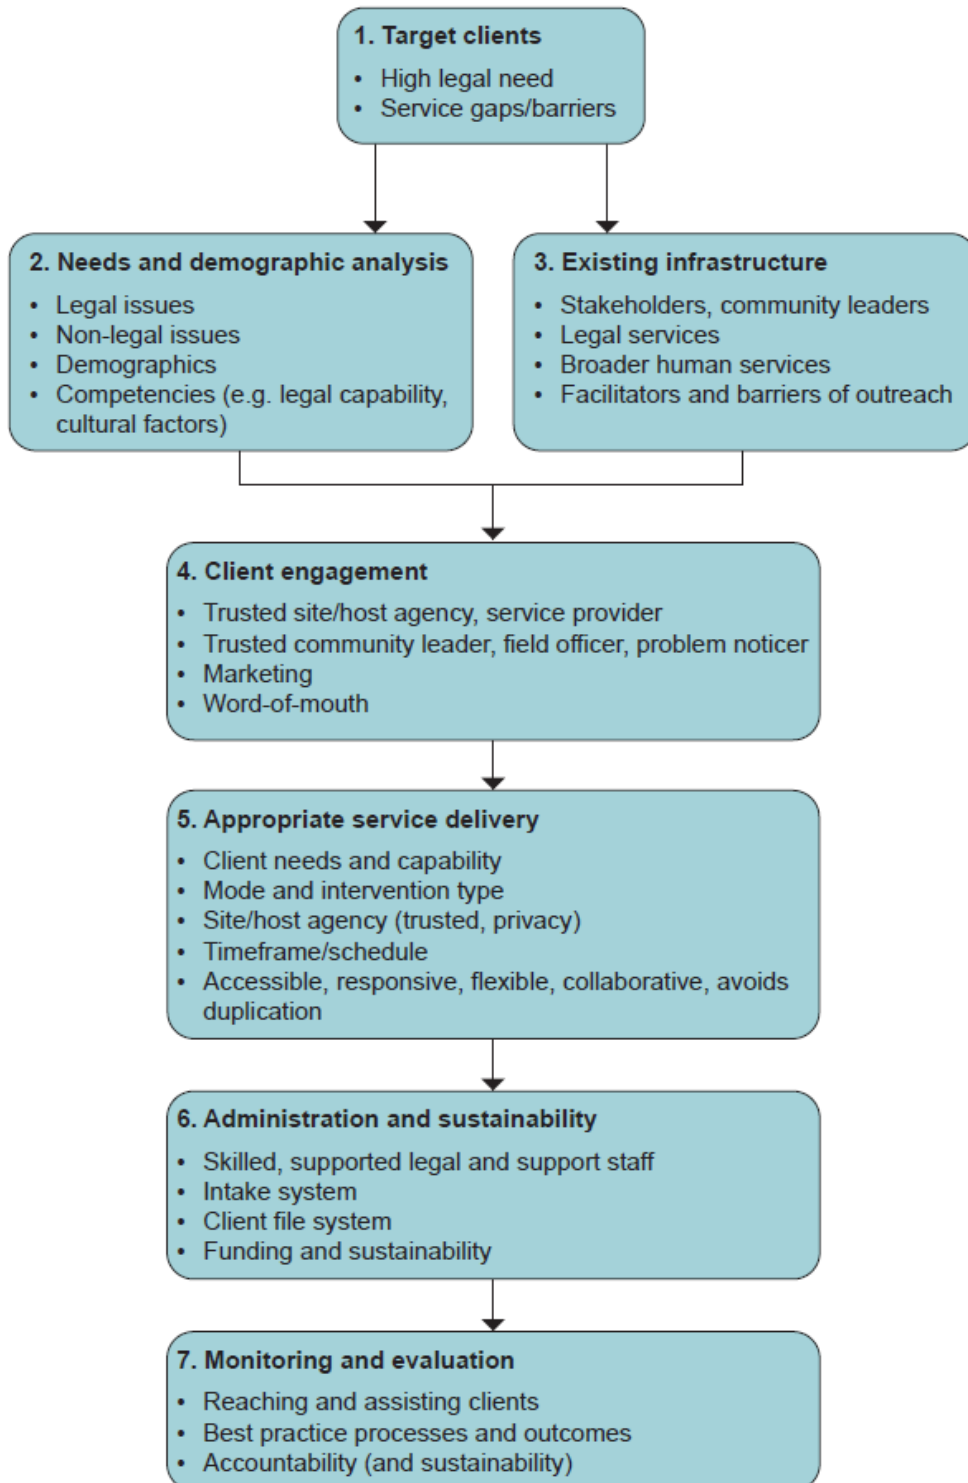 1. Target clients
• High legal need
• Service gaps/barriers
2. Needs and demographic analysis
• Legal issues
• Non-legal issues
• Demographics
• Competencies (e.g. legal capability,
cultural factors)
3. Existing infrastructure
• Stakeholders, community leaders
• Legal services
• Broader human services
• Facilitators and barriers of outreach
4. Client engagement
• Trusted site/host agency, service provider
• Trusted community leader, field officer, problem noticer
• Marketing
• Word-of-mouth
5. Appropriate service delivery
• Client needs and capability
• Mode and intervention type
• Site/host agency (trusted, privacy)
• Timeframe/schedule
• Accessible, responsive, flexible, collaborative, avoids
duplication
6. Administration and sustainability
• Skilled, supported legal and support staff
• Intake system
• Client file system
• Funding and sustainability
7. Monitoring and evaluation
• Reaching and assisting clients
• Best practice processes and outcomes
• Accountability (and sustainability)